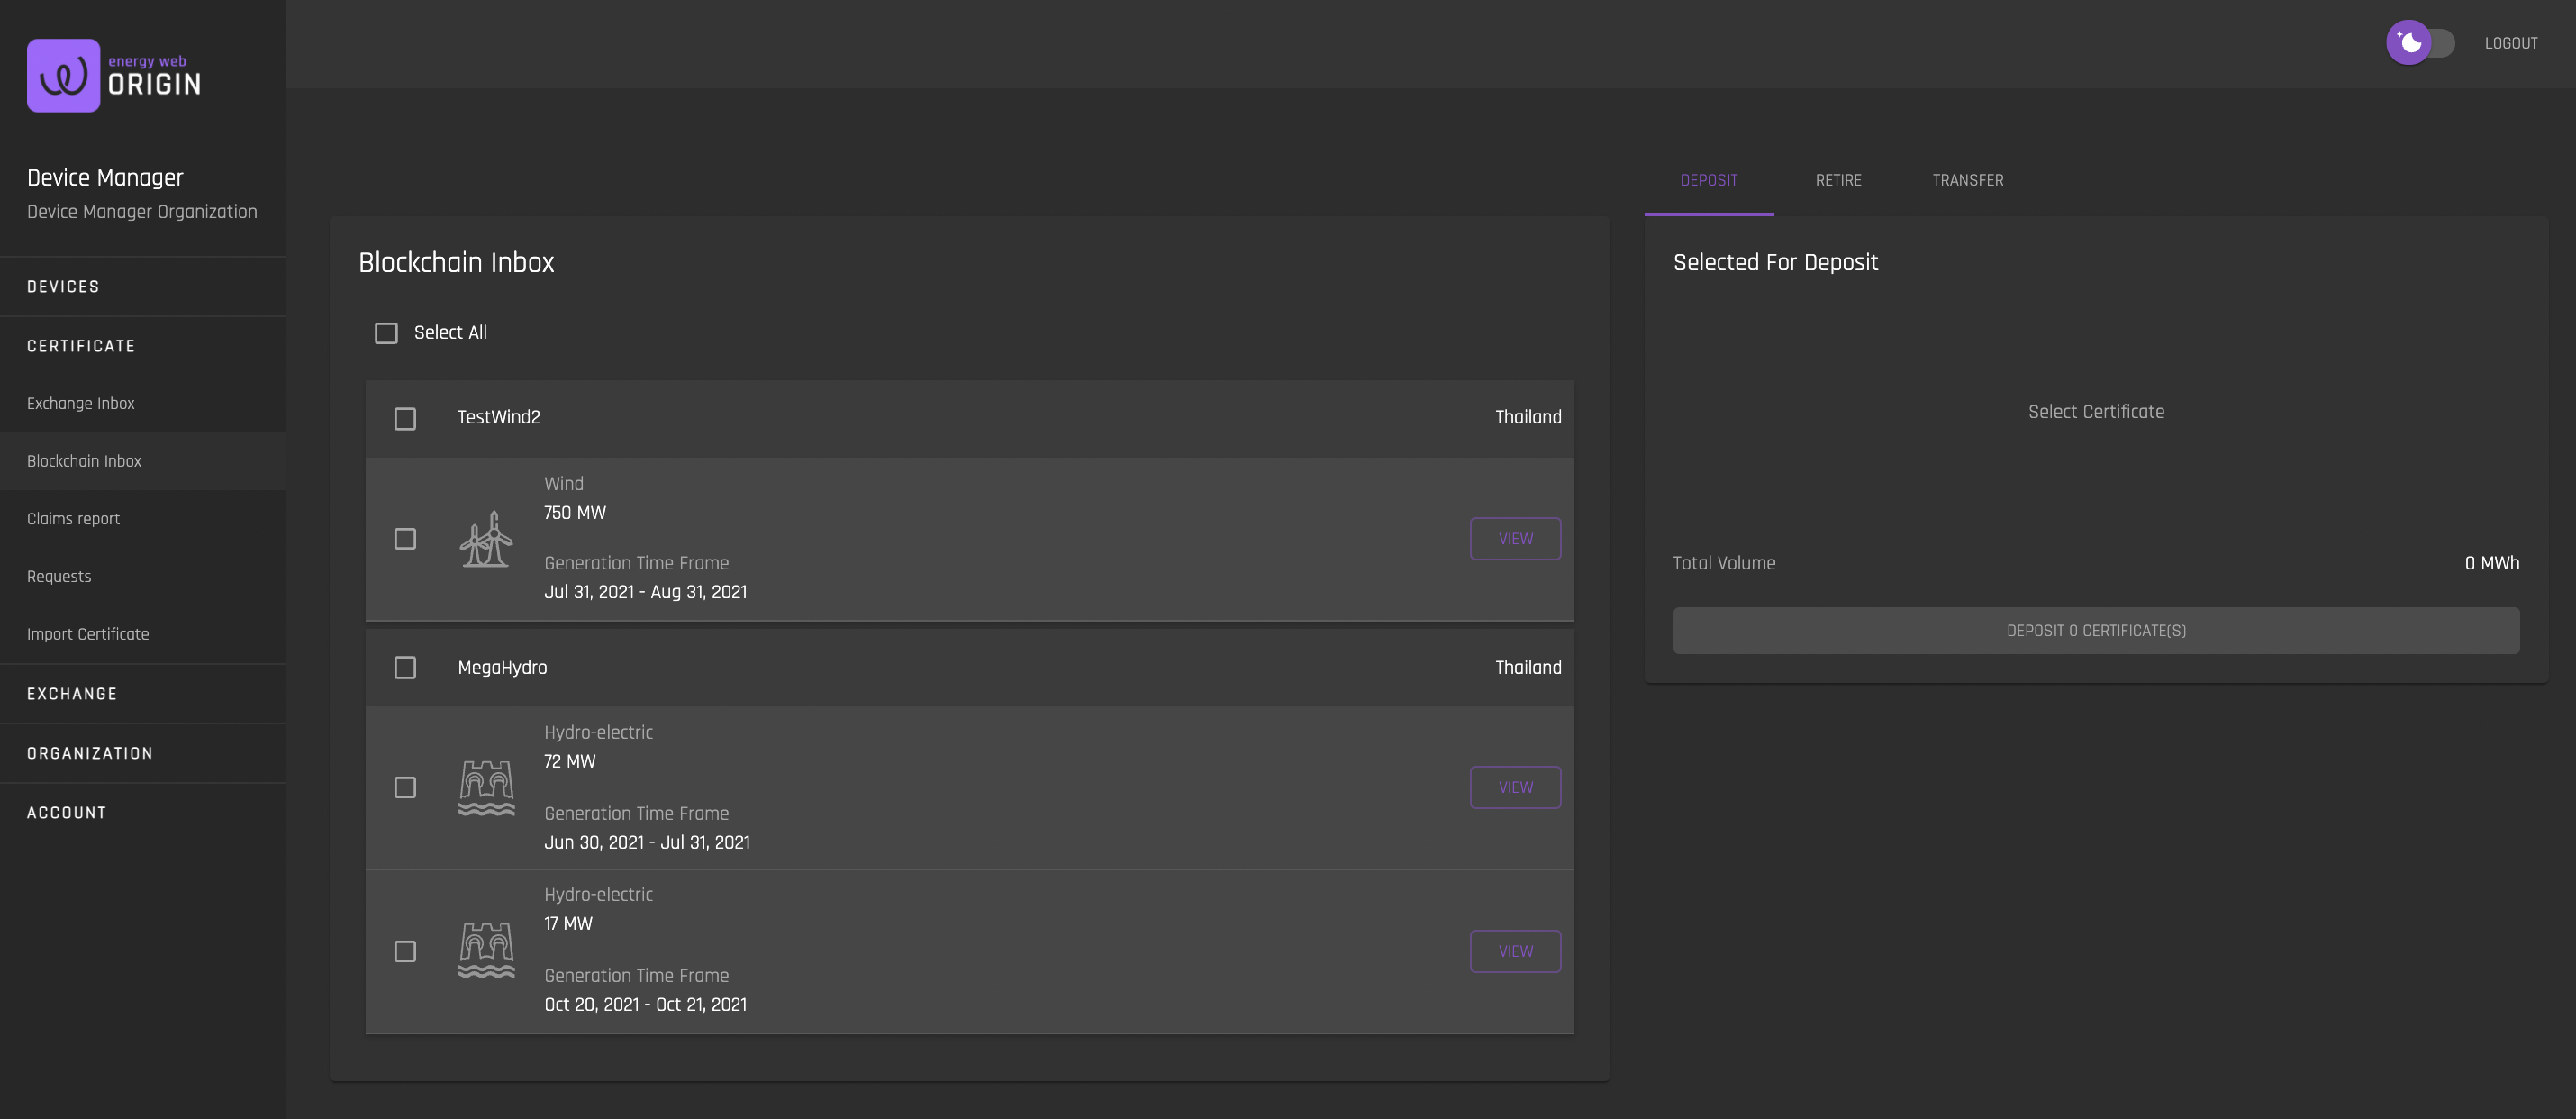 energy web
ORIGIN
LOGOUT
Device Manager
Device Manager Organization
DEVICES
CERTIFICATE
Exchange Inbox
Blockchain Inbox
Claims report
Requests
Import Certificate
EXCHANGE
ORGANIZATION
ACCOUNT
Blockchain Inbox
Select All
TestWind2 Thailand
Wind
750 MW
VIEW
Generation Time Frame
Jul 31, 2021 - Aug 31, 2021
MegaHydro Thailand
Hydro-electric
72 MW
VIEW
Generation Time Frame
Jun 30, 2021 - Jul 31, 2021
Hydro-electric
17 MW
VIEW
Generation Time Frame
Oct 20, 2021 - Oct 21, 2021
DEPOSIT RETIRE TRANSFER
Selected For Deposit
Select Certificate
Total Volume 0 MWh
DEPOSIT 0 CERTIFICATE(S)